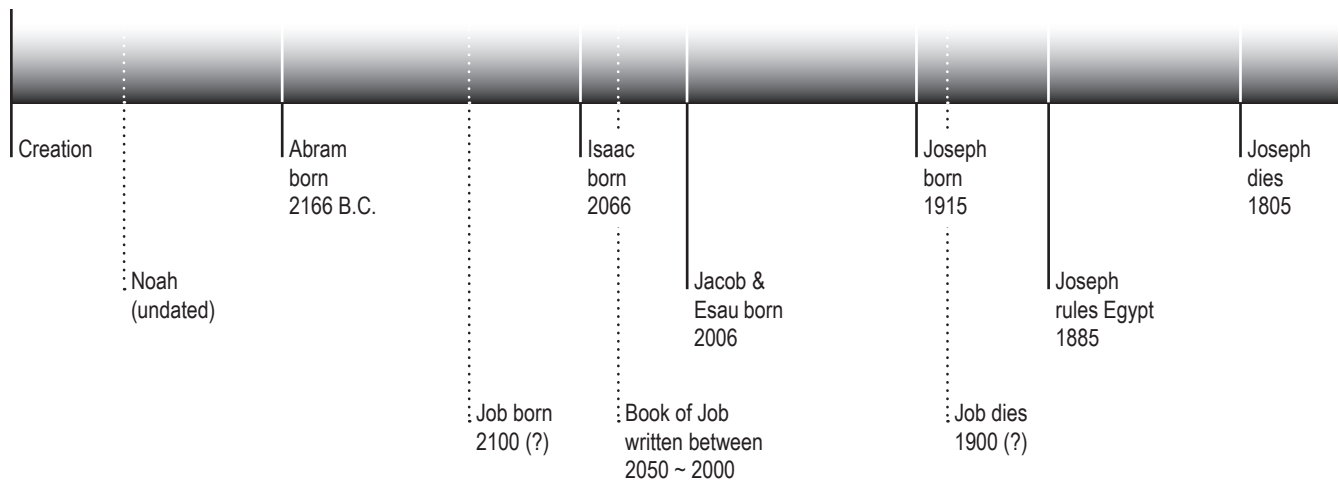 Creation
Abram
born
2166 B.C.
Isaac
born
2066
Joseph
born
1915
Joseph
dies
1805
Noah
(undated)
Jacob &
Esau born
2006
Joseph
rules Egypt
1885
Job born
2100 (?)
Book of Job
written between
2050 ~ 2000
Job dies
1900 (?)